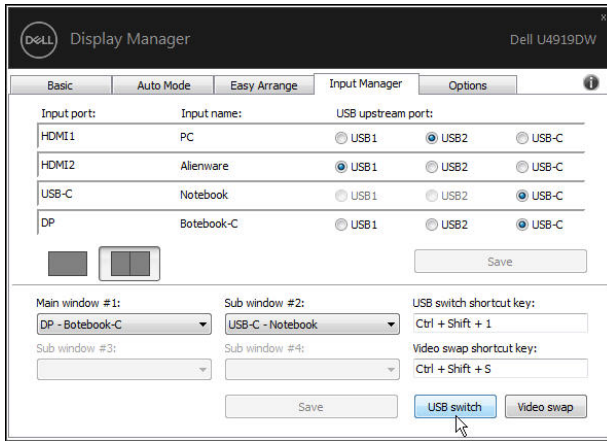 DELL Display Manager Dell U4919DW
Basic Auto Mode Easy Arrange Input Manager Options
Input port: Input name: USB upstream port:
HDMI1 PC USB1 USB2 USB-C
HDMI2 Alienware USB1 USB2 USB-C
USB-C Notebook USB1 USB2 USB-C
DP Botebook-C USB1 USB2 USB-C
Save
Main window #1: Sub window #2: USB switch shortcut key:
DP - Botebook-C USB-C - Notebook Ctrl + Shift + 1
Sub window #3: Sub window #4: Video swap shortcut key:
Ctrl + Shift + S
Save USB switch Video swap